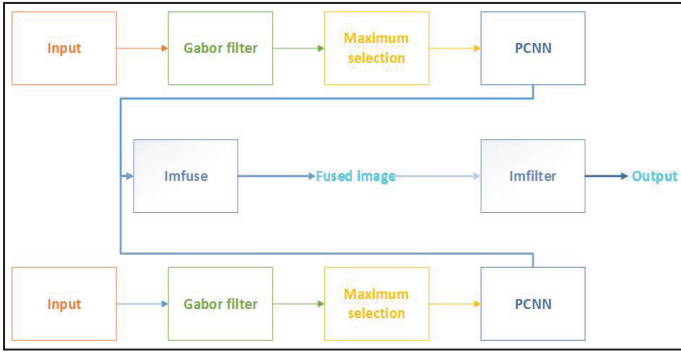 Input
Gabor filter
Maximum
selection
PCNN
Imfuse
Fused image
Imfilter
Output
Input
Gabor filter
Maximum
selection
PCNN